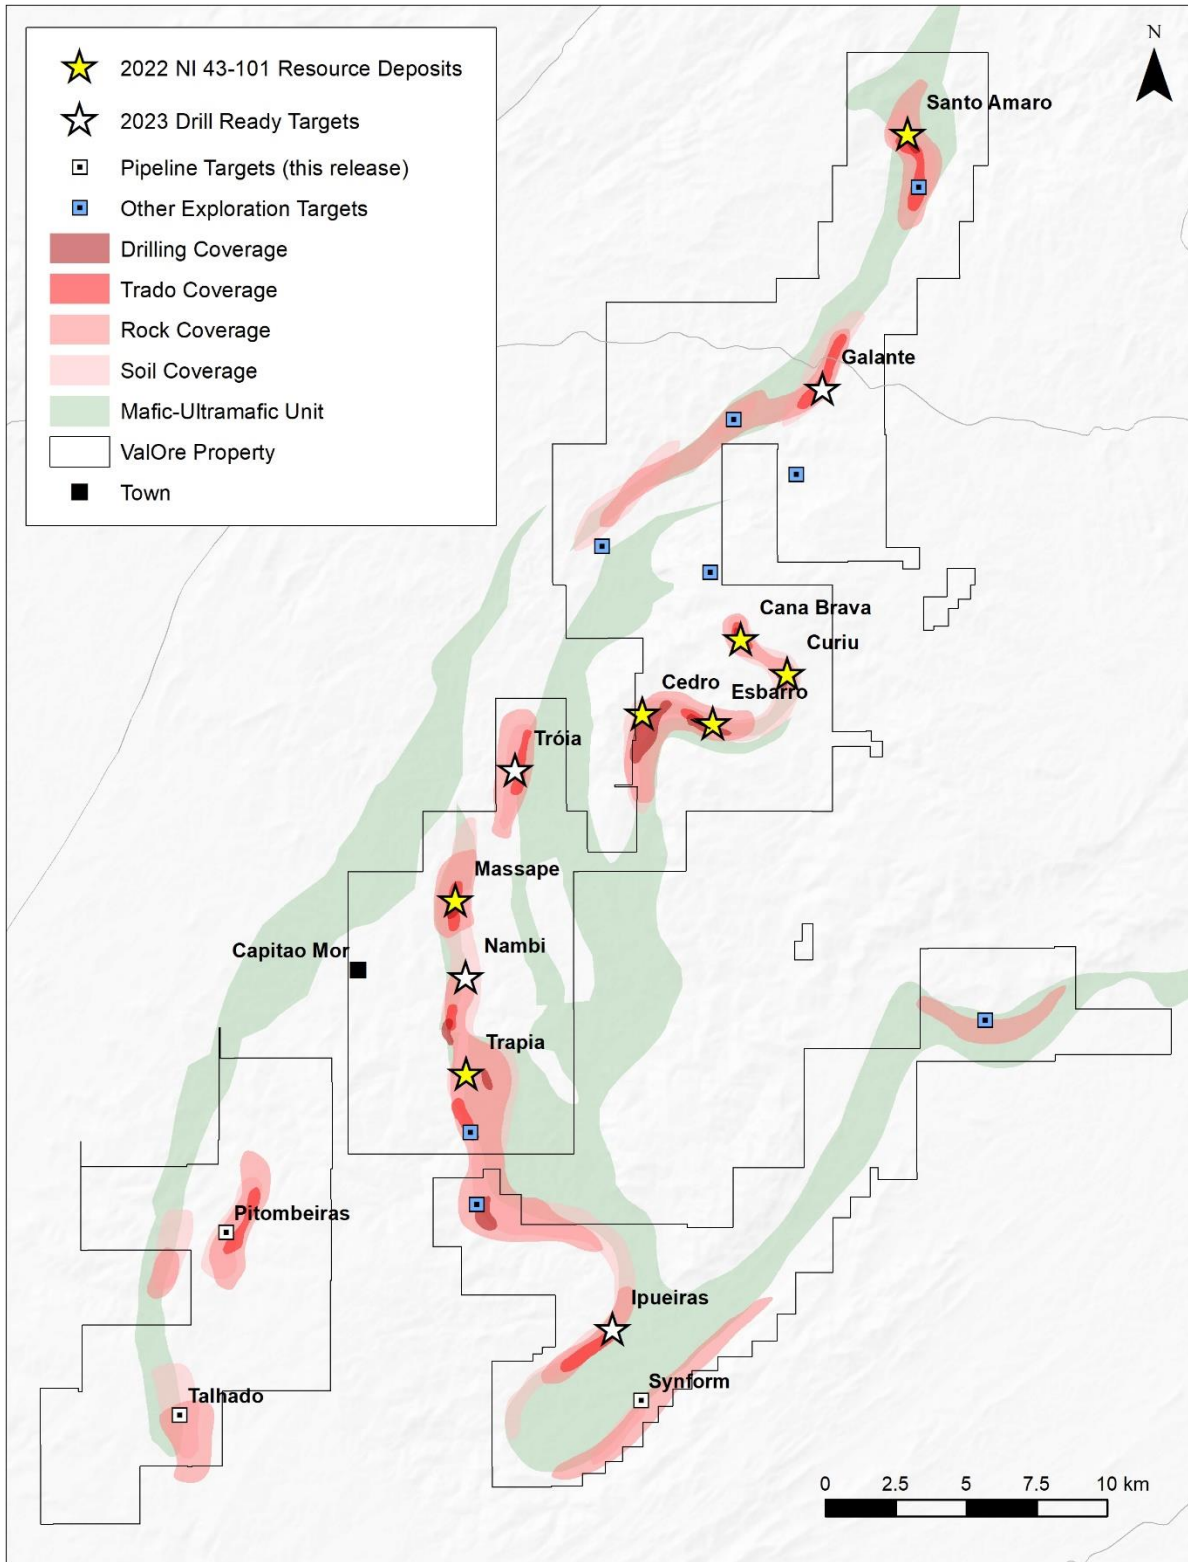 2022 NI 43-101 Resource Deposits
2023 Drill Ready Targets
Pipeline Targets (this release)
Other Exploration Targets
Drilling Coverage
Trado Coverage
Rock Coverage
Soil Coverage
Mafic-Ultramafic Unit
ValOre Property
Town
N
Santo Amaro
Galante
Cana Brava
Curiu
Cedro
Esbarro
Tróia
Massape
Nambi
Capitao Mor
Trapia
Pitombeiras
Ipueiras
Synform
Talhado
0 2.5 5 7.5 10 km